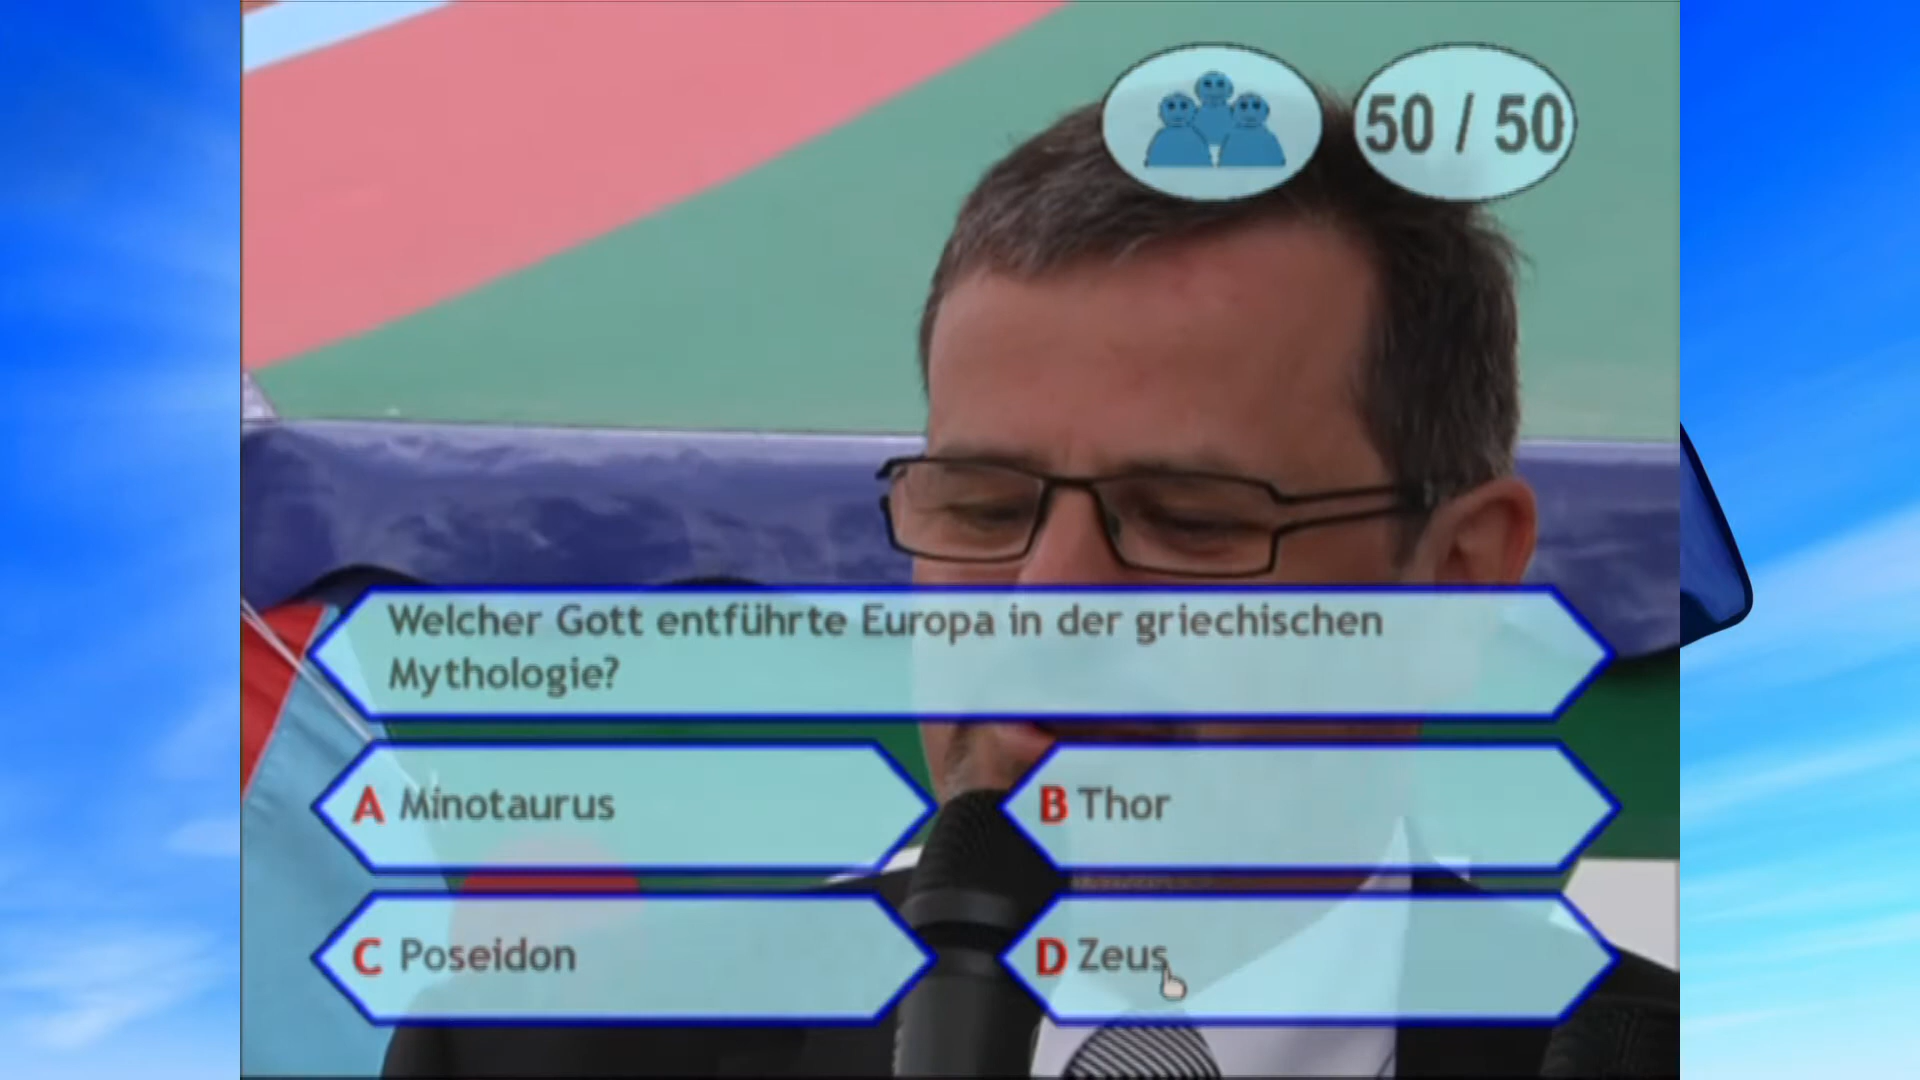 50 / 50
Welcher Gott entführte Europa in der griechischen
Mythologie?
A Minotaurus
B Thor
C Poseidon
D Zeus